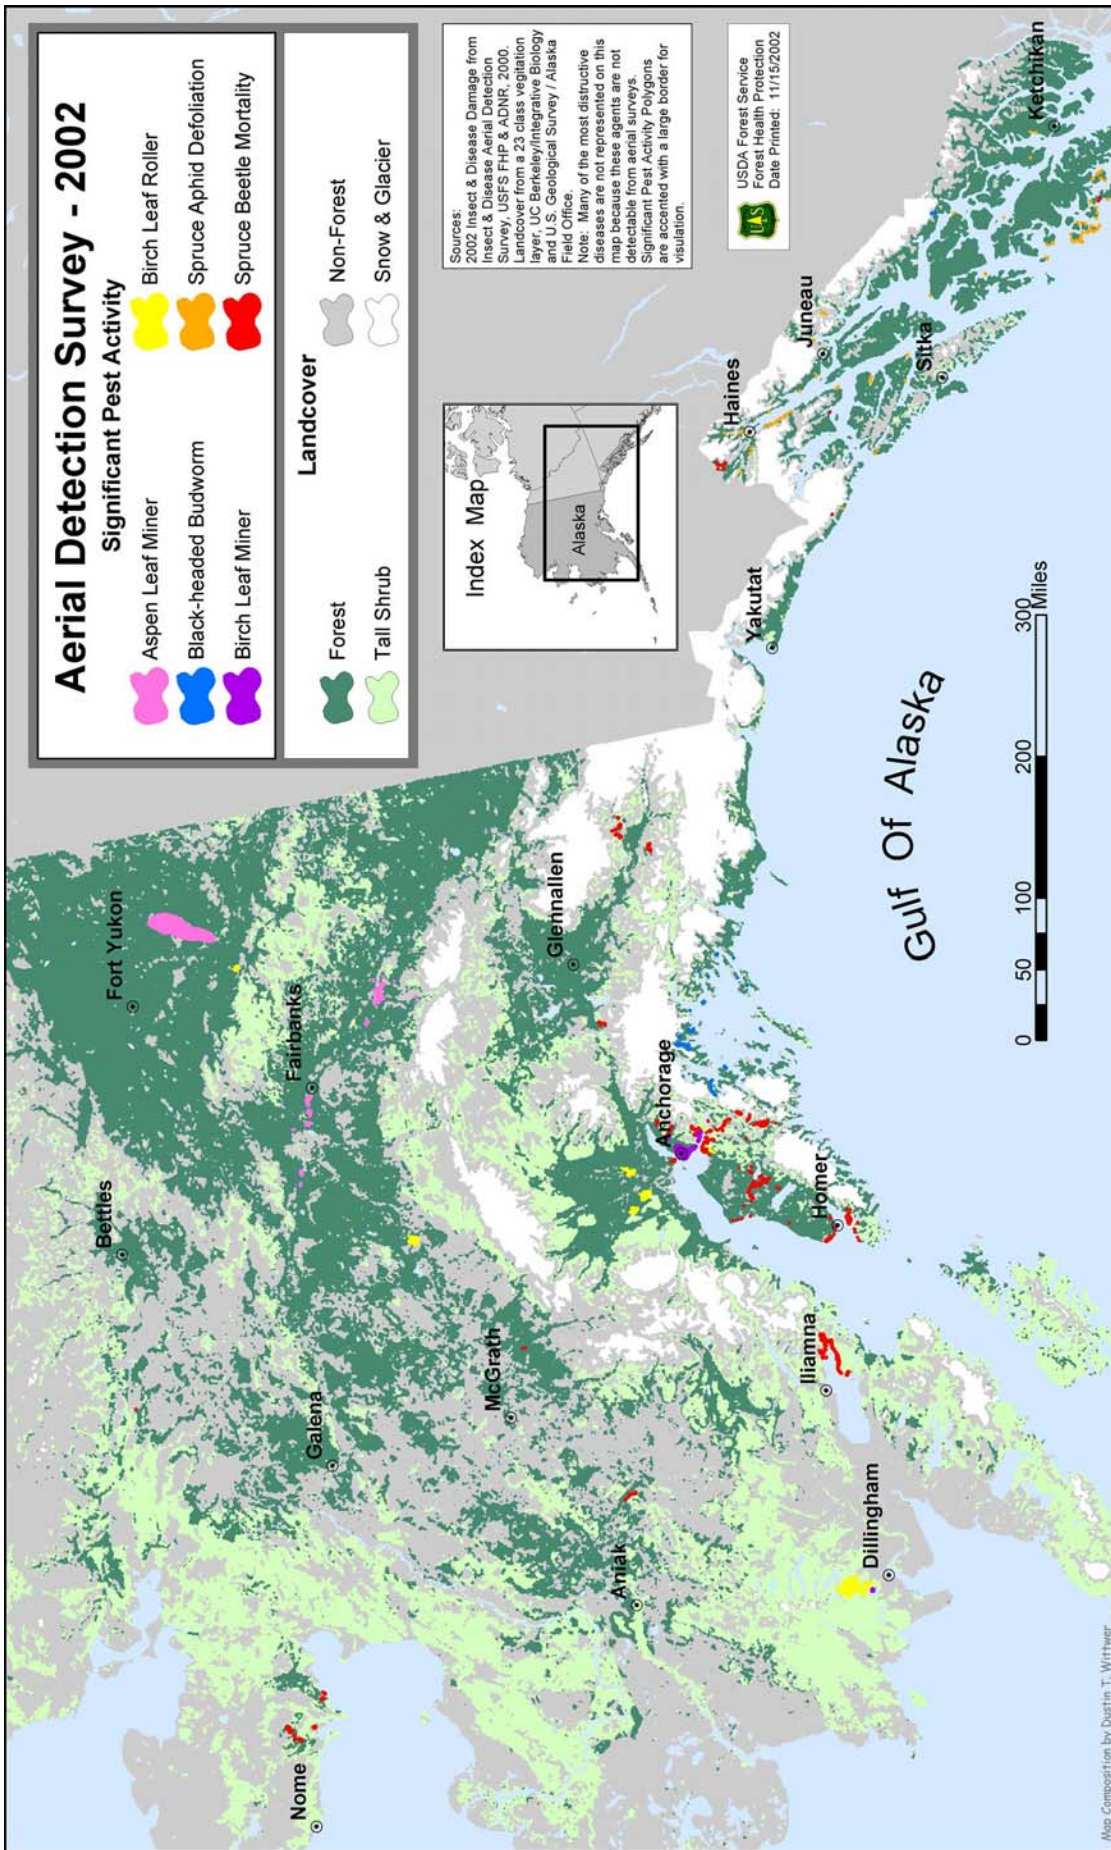 Aerial Detection Survey - 2002
Significant Pest Activity
Aspen Leaf Miner
Birch Leaf Roller
Black-headed Budworm
Spruce Aphid Defoliation
Birch Leaf Miner
Spruce Beetle Mortality
Landcover
Forest
Non-Forest
Tall Shrub
Snow & Glacier
Index Map
Alaska
Sources:
2002 Insect & Disease Damage from
Insect & Disease Aerial Detection
Survey, USFS FHP & ADNR, 2000.
Landcover from a 23 class vegitation
layer, UC Berkeley/Integrative Biology
and U.S. Geological Survey / Alaska
Field Office.
Note: Many of the most distructive
diseases are not represented on this
map because these agents are not
detectable from aerial surveys.
Significant Pest Activity Polygons
are accented with a large border for
visulation.
UAS
USDA Forest Service
Forest Health Protection
Date Printed: 11/15/2002
Bettles
Fort Yukon
Nome
Galena
Fairbanks
McGrath
Glennallen
Aniak
Anchorage
Iliamna
Dillingham
Homer
Yakutat
Haines
Juneau
Sitka
Ketchikan
Gulf Of Alaska
0 50 100 200 300
Miles
Map Composition by Dustin T. Wittwer